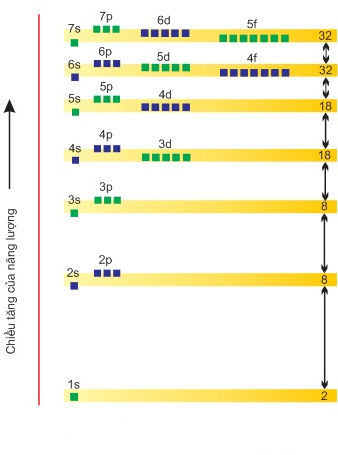 7s 7p 6d 5f 32
6s 6p 5d 4f 32
5s 5p 4d 18
4s 4p 3d 18
3s 3p 8
2s 2p 8
1s 2
Chiều tăng của năng lượng